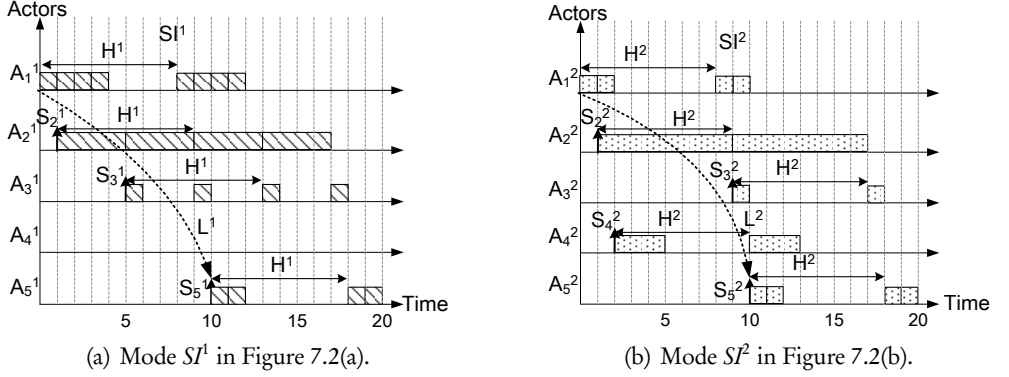 Actors
SI¹
H¹
A₁¹
S₂¹
H¹
A₂¹
S₃¹
H¹
A₃¹
L¹
A₄¹
H¹
S₅¹
A₅¹
Time
5 10 15 20
(a) Mode SI¹ in Figure 7.2(a).
Actors
SI²
H²
A₁²
S₂²
H²
A₂²
S₃²
H²
A₃²
S₄²
H²
L²
A₄²
H²
S₅²
A₅²
Time
5 10 15 20
(b) Mode SI² in Figure 7.2(b).